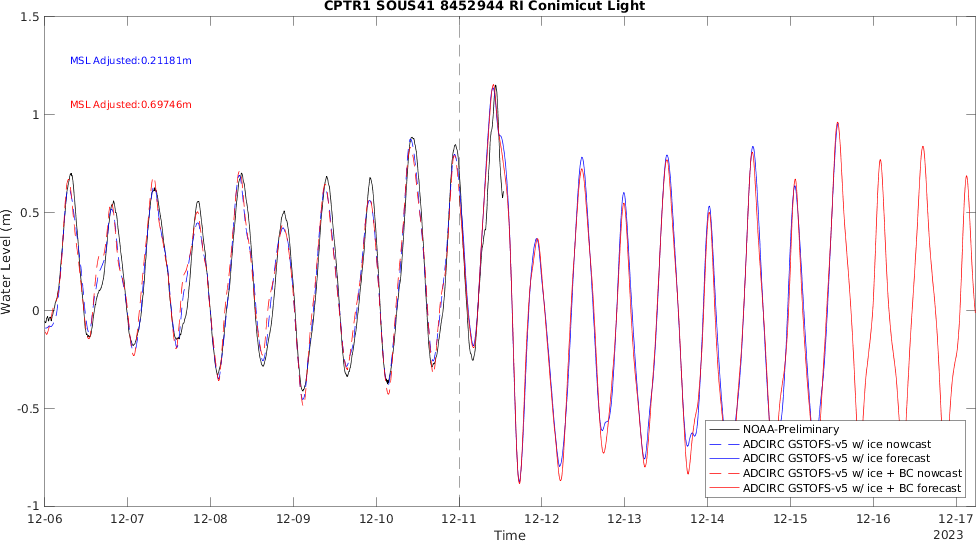 CPTR1 SOUS41 8452944 RI Conimicut Light
MSL Adjusted:0.21181m
MSL Adjusted:0.69746m
Water Level (m)
1.5
1
0.5
0
-0.5
-1
NOAA-Preliminary
ADCIRC GSTOFS-v5 w/ ice nowcast
ADCIRC GSTOFS-v5 w/ ice forecast
ADCIRC GSTOFS-v5 w/ ice + BC nowcast
ADCIRC GSTOFS-v5 w/ ice + BC forecast
12-06 12-07 12-08 12-09 12-10 12-11 12-12 12-13 12-14 12-15 12-16 12-17
Time
2023